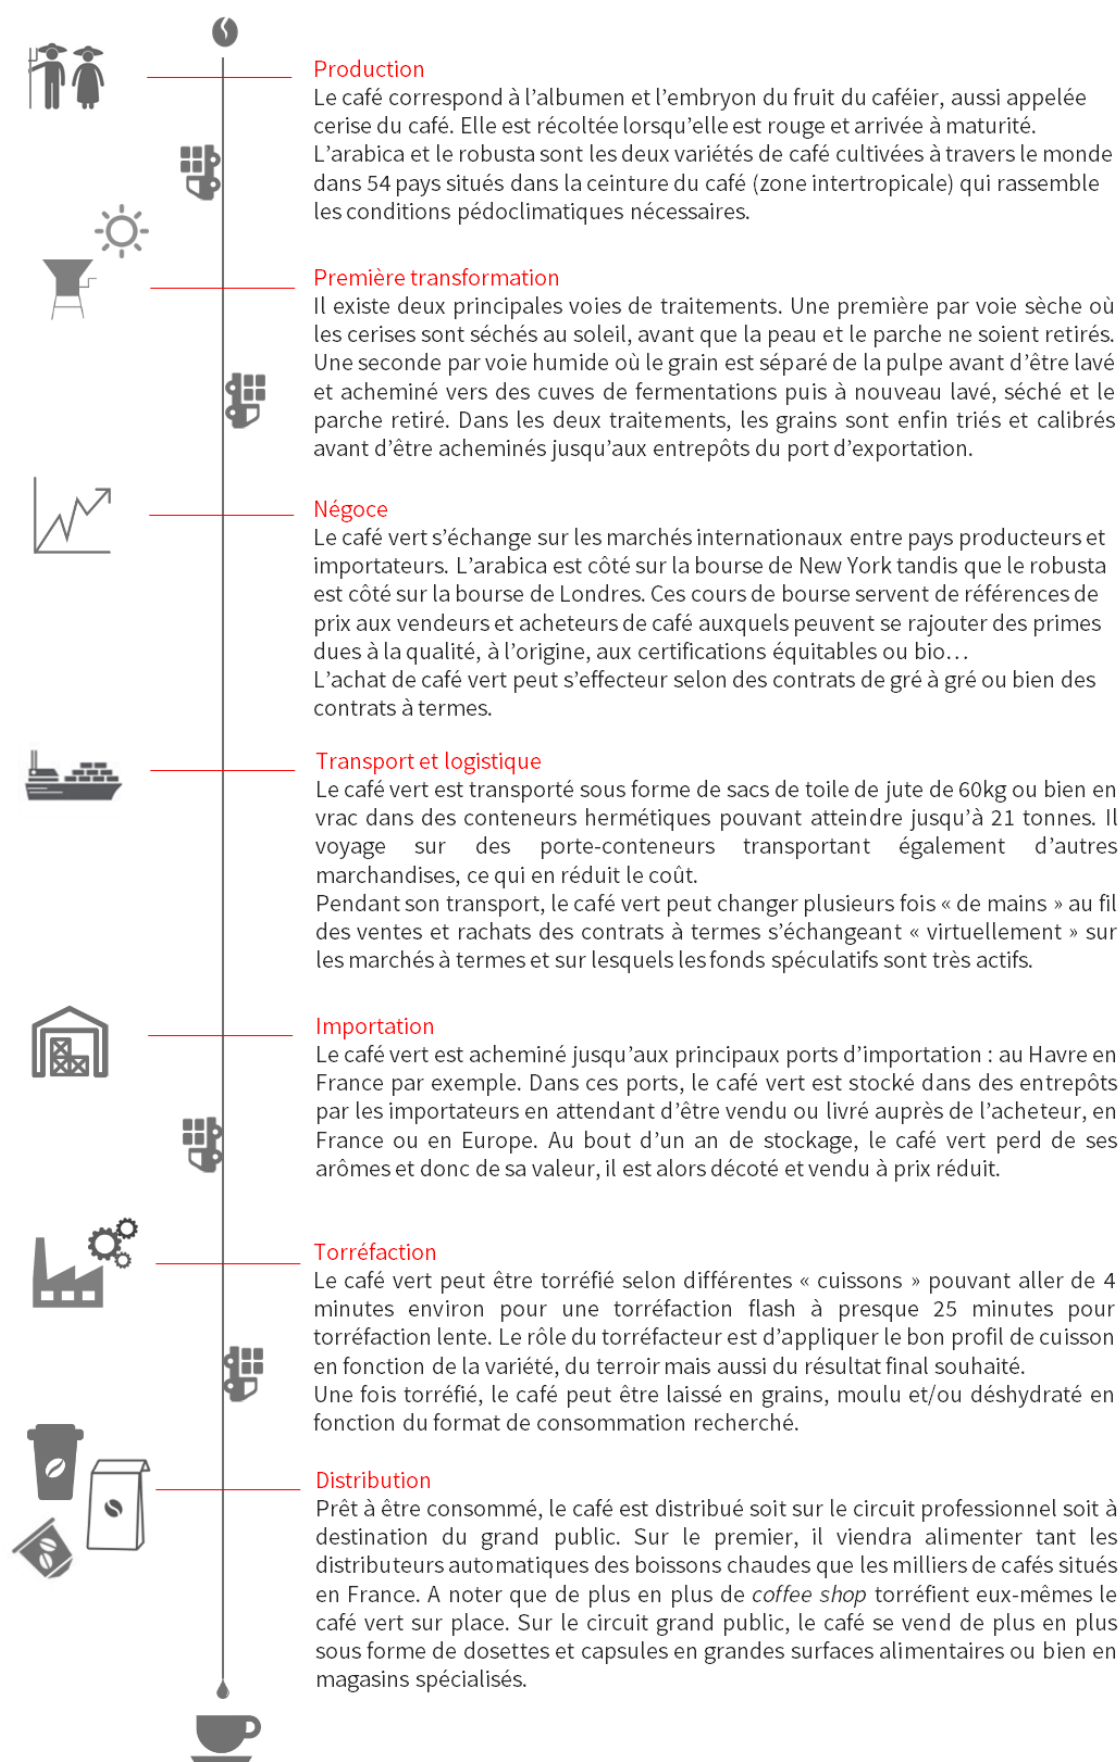 Production
Le café correspond à l'albumen et l'embryon du fruit du caféier, aussi appelée
cerise du café. Elle est récoltée lorsqu'elle est rouge et arrivée à maturité.
L'arabica et le robusta sont les deux variétés de café cultivées à travers le monde
dans 54 pays situés dans la ceinture du café (zone intertropicale) qui rassemble
les conditions pédoclimatiques nécessaires.
Première transformation
Il existe deux principales voies de traitements. Une première par voie sèche où
les cerises sont séchés au soleil, avant que la peau et le parche ne soient retirés.
Une seconde par voie humide où le grain est séparé de la pulpe avant d'être lavé
et acheminé vers des cuves de fermentations puis à nouveau lavé, séché et le
parche retiré. Dans les deux traitements, les grains sont enfin triés et calibrés
avant d'être acheminés jusqu'aux entrepôts du port d'exportation.
Négoce
Le café vert s'échange sur les marchés internationaux entre pays producteurs et
importateurs. L'arabica est côté sur la bourse de New York tandis que le robusta
est côté sur la bourse de Londres. Ces cours de bourse servent de références de
prix aux vendeurs et acheteurs de café auxquels peuvent se rajouter des primes
dues à la qualité, à l'origine, aux certifications équitables ou bio…
L'achat de café vert peut s'effecteur selon des contrats de gré à gré ou bien des
contrats à termes.
Transport et logistique
Le café vert est transporté sous forme de sacs de toile de jute de 60kg ou bien en
vrac dans des conteneurs hermétiques pouvant atteindre jusqu'à 21 tonnes. Il
voyage sur des porte-conteneurs transportant également d'autres
marchandises, ce qui en réduit le coût.
Pendant son transport, le café vert peut changer plusieurs fois « de mains » au fil
des ventes et rachats des contrats à termes s'échangeant « virtuellement » sur
les marchés à termes et sur lesquels les fonds spéculatifs sont très actifs.
Importation
Le café vert est acheminé jusqu'aux principaux ports d'importation : au Havre en
France par exemple. Dans ces ports, le café vert est stocké dans des entrepôts
par les importateurs en attendant d'être vendu ou livré auprès de l'acheteur, en
France ou en Europe. Au bout d'un an de stockage, le café vert perd de ses
arômes et donc de sa valeur, il est alors décoté et vendu à prix réduit.
Torréfaction
Le café vert peut être torréfié selon différentes « cuissons » pouvant aller de 4
minutes environ pour une torréfaction flash à presque 25 minutes pour
torréfaction lente. Le rôle du torréfacteur est d'appliquer le bon profil de cuisson
en fonction de la variété, du terroir mais aussi du résultat final souhaité.
Une fois torréfié, le café peut être laissé en grains, moulu et/ou déshydraté en
fonction du format de consommation recherché.
Distribution
Prêt à être consommé, le café est distribué soit sur le circuit professionnel soit à
destination du grand public. Sur le premier, il viendra alimenter tant les
distributeurs automatiques des boissons chaudes que les milliers de cafés situés
en France. A noter que de plus en plus de coffee shop torréfient eux-mêmes le
café vert sur place. Sur le circuit grand public, le café se vend de plus en plus
sous forme de dosettes et capsules en grandes surfaces alimentaires ou bien en
magasins spécialisés.